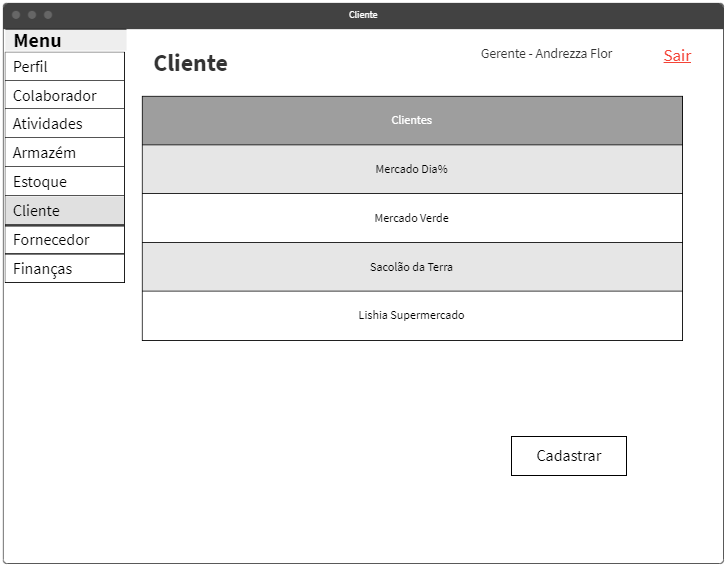 Cliente
Menu
Perfil
Colaborador
Atividades
Armazém
Estoque
Cliente
Fornecedor
Finanças
Cliente
Gerente - Andrezza Flor
Sair
Clientes
Mercado Dia%
Mercado Verde
Sacolão da Terra
Lishia Supermercado
Cadastrar